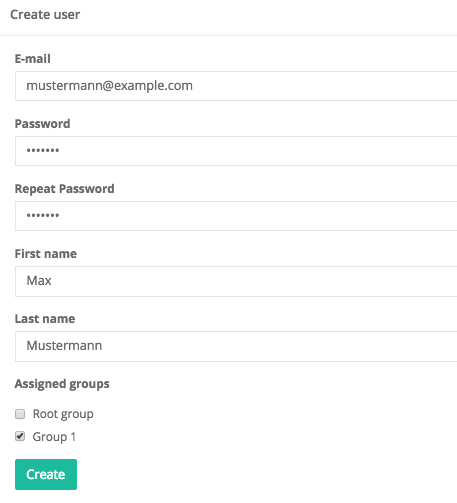 Create user
E-mail
mustermann@example.com
Password
•••••••
Repeat Password
•••••••
First name
Max
Last name
Mustermann
Assigned groups
Root group
Group 1
Create